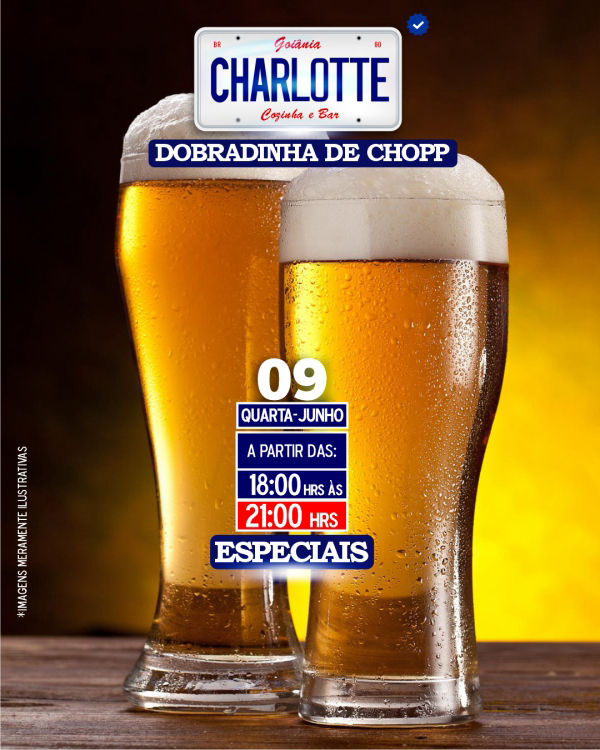 BR Goiânia GO
CHARLOTTE
Cozinha e Bar
DOBRADINHA DE CHOPP
09
QUARTA-JUNHO
A PARTIR DAS:
18:00 HRS ÀS
21:00 HRS
ESPECIAIS
*IMAGENS MERAMENTE ILUSTRATIVAS